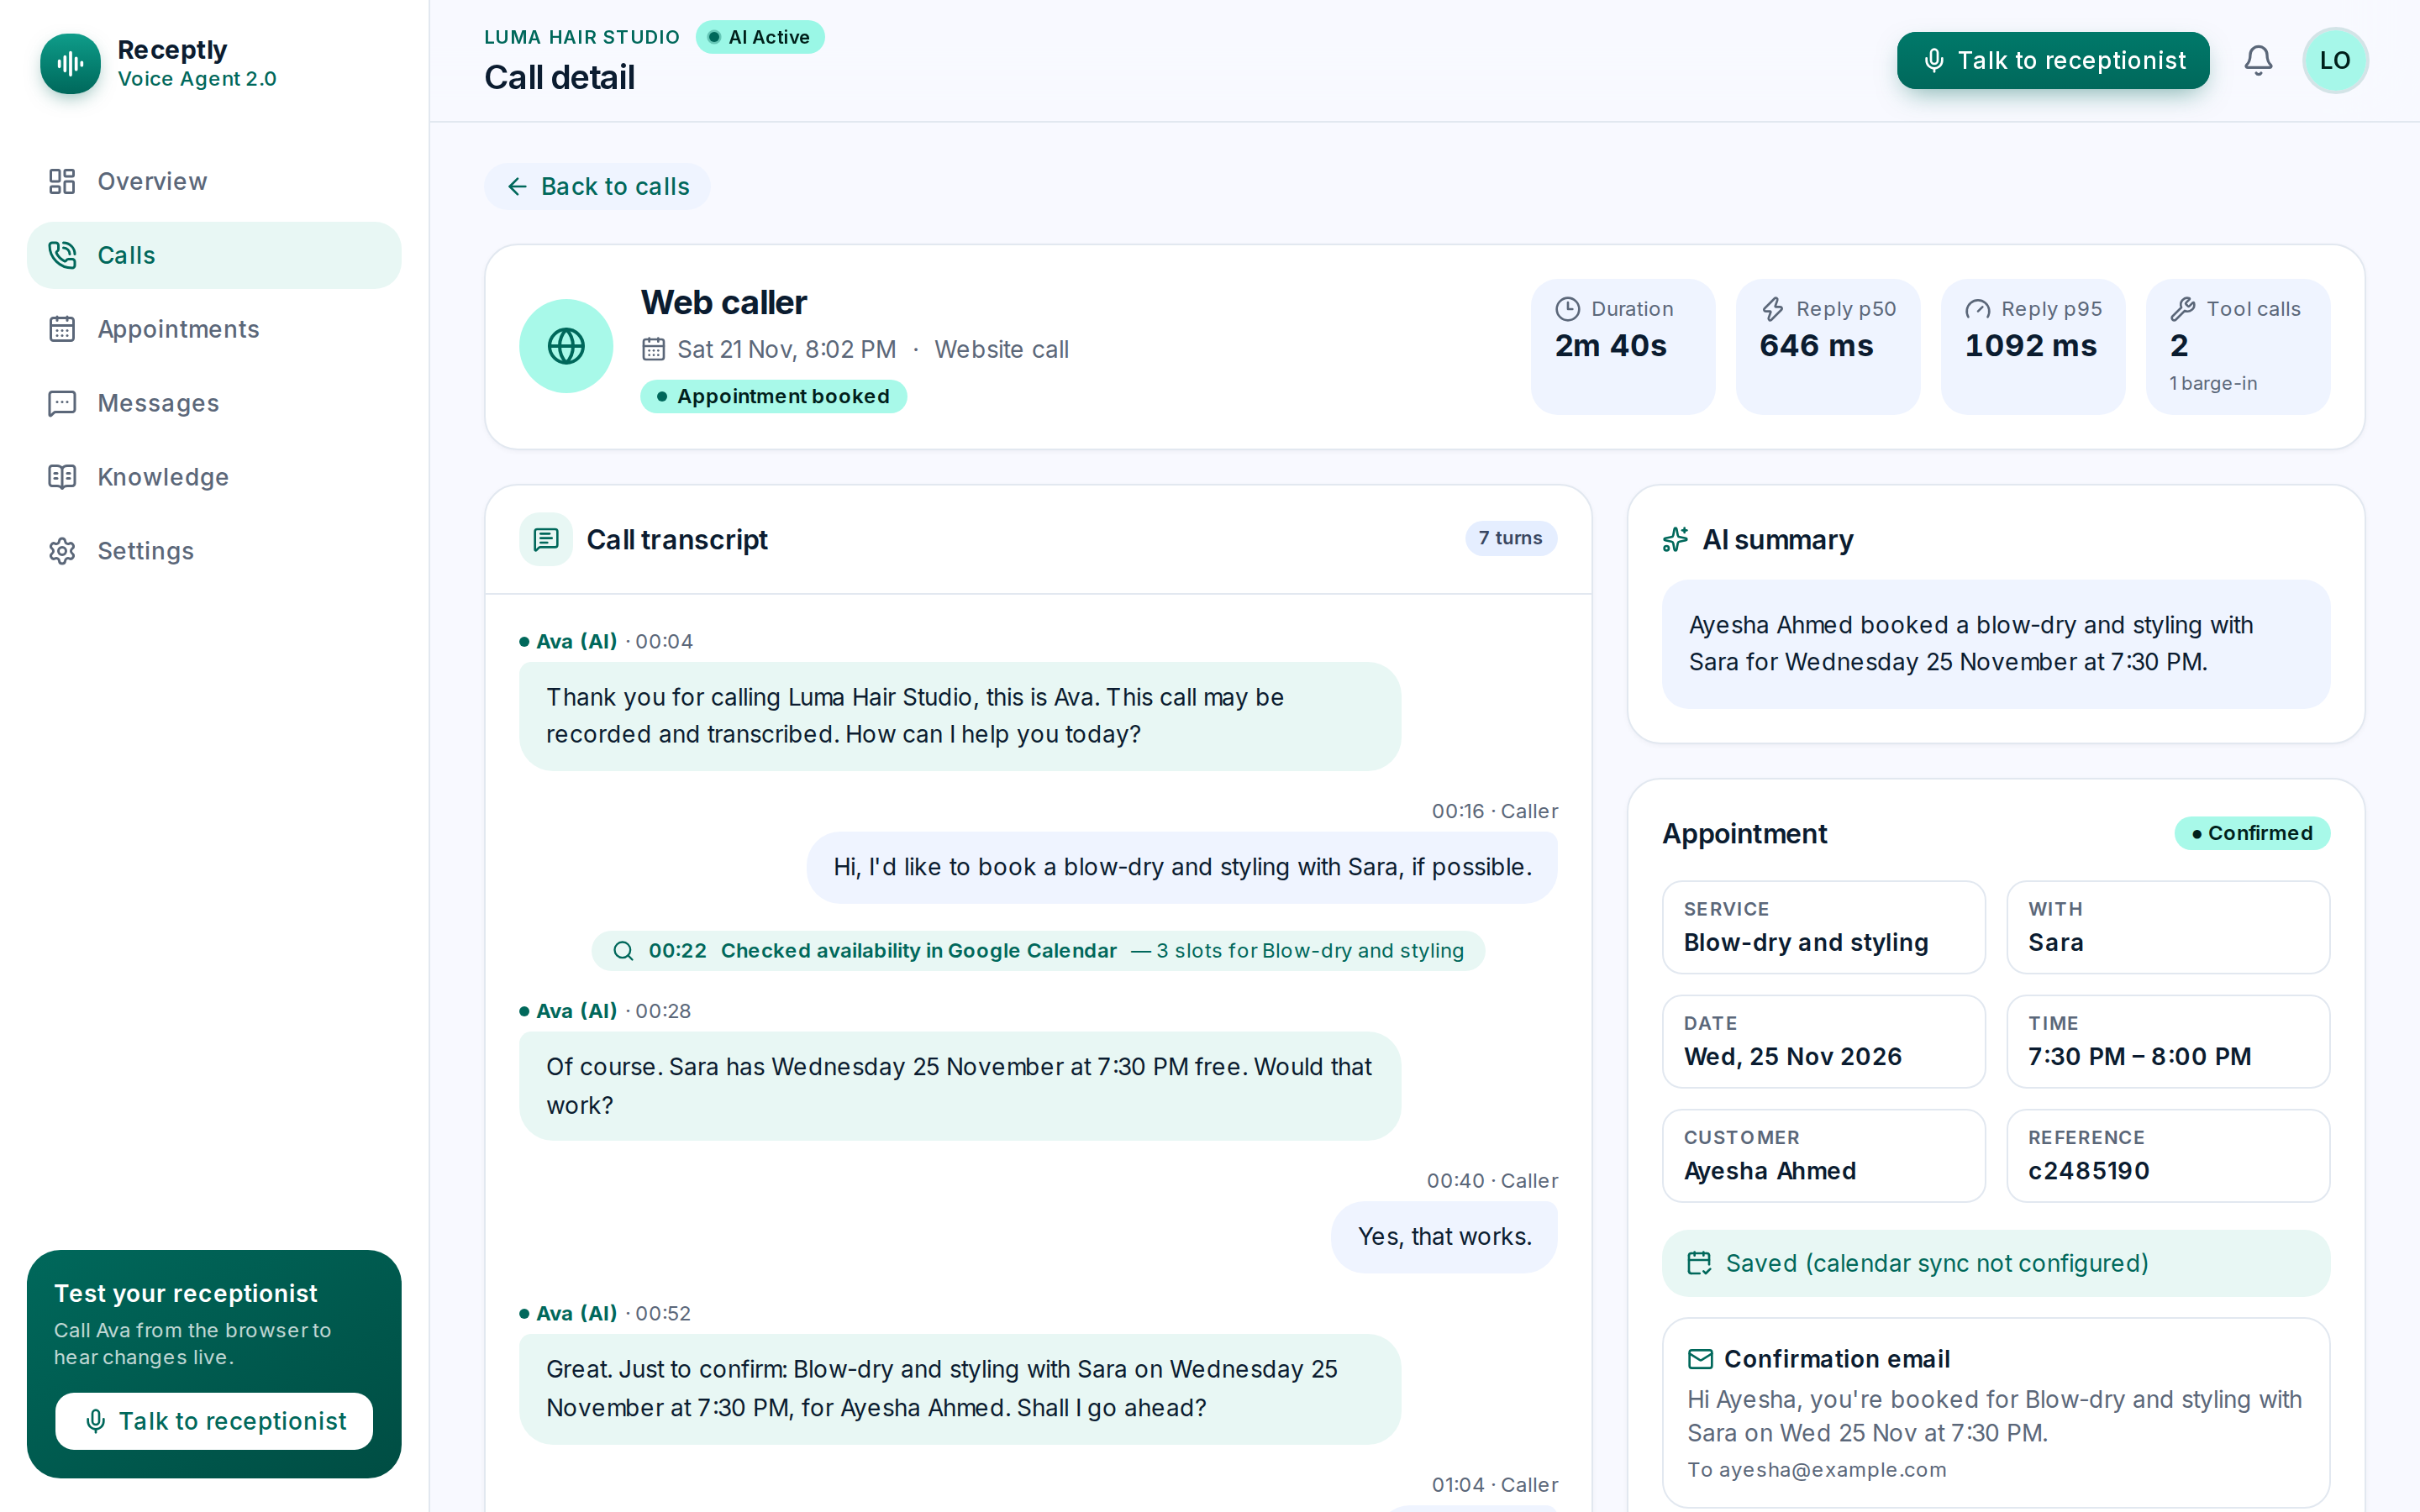 Receptly
Voice Agent 2.0
Overview
Calls
Appointments
Messages
Knowledge
Settings
Test your receptionist
Call Ava from the browser to
hear changes live.
Talk to receptionist
LUMA HAIR STUDIO
AI Active
Call detail
Talk to receptionist
LO
Back to calls
Web caller
Sat 21 Nov, 8:02 PM · Website call
Appointment booked
Duration
2m 40s
Reply p50
646 ms
Reply p95
1092 ms
Tool calls
2
1 barge-in
Call transcript
7 turns
Ava (AI) · 00:04
Thank you for calling Luma Hair Studio, this is Ava. This call may be
recorded and transcribed. How can I help you today?
00:16 · Caller
Hi, I'd like to book a blow-dry and styling with Sara, if possible.
00:22 Checked availability in Google Calendar — 3 slots for Blow-dry and styling
Ava (AI) · 00:28
Of course. Sara has Wednesday 25 November at 7:30 PM free. Would that
work?
00:40 · Caller
Yes, that works.
Ava (AI) · 00:52
Great. Just to confirm: Blow-dry and styling with Sara on Wednesday 25
November at 7:30 PM, for Ayesha Ahmed. Shall I go ahead?
01:04 · Caller
AI summary
Ayesha Ahmed booked a blow-dry and styling with
Sara for Wednesday 25 November at 7:30 PM.
Appointment
Confirmed
SERVICE
Blow-dry and styling
WITH
Sara
DATE
Wed, 25 Nov 2026
TIME
7:30 PM – 8:00 PM
CUSTOMER
Ayesha Ahmed
REFERENCE
c2485190
Saved (calendar sync not configured)
Confirmation email
Hi Ayesha, you're booked for Blow-dry and styling with
Sara on Wed 25 Nov at 7:30 PM.
To ayesha@example.com